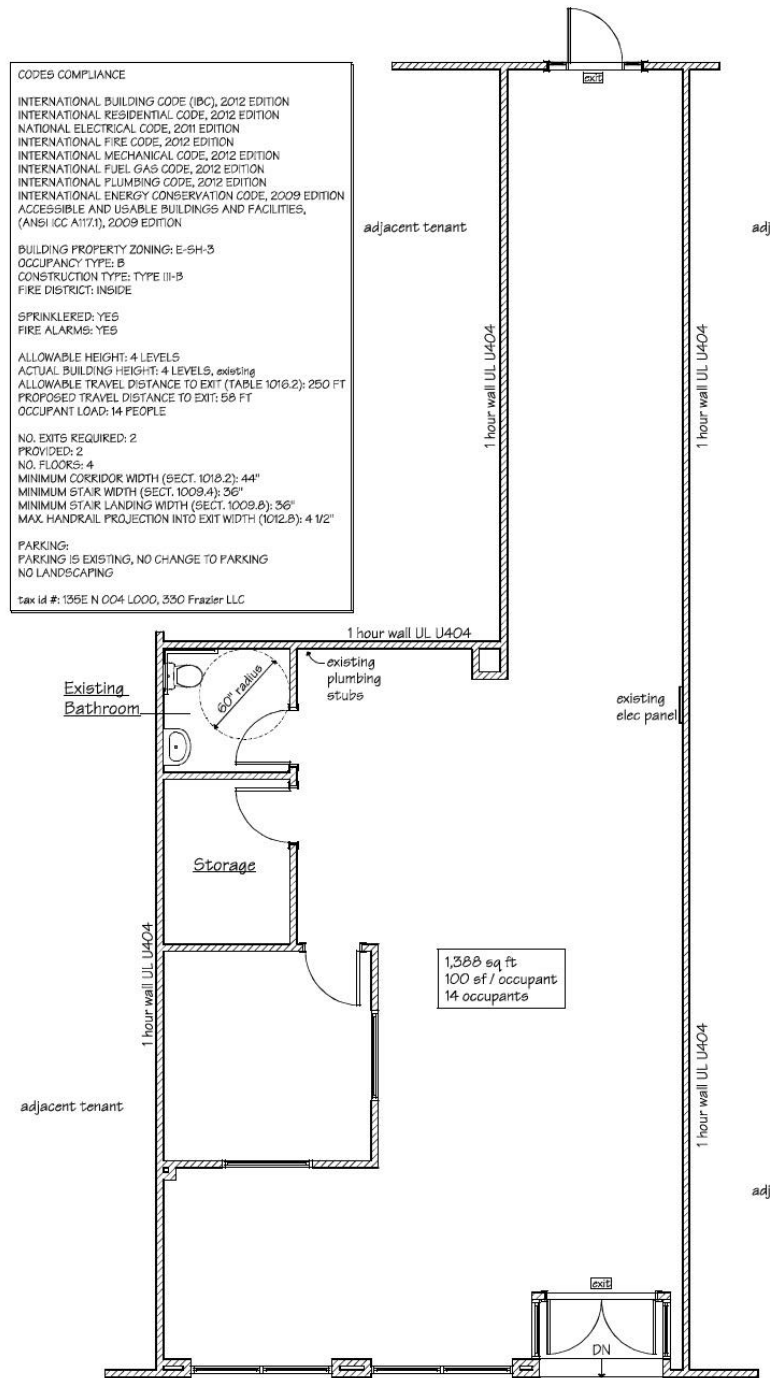 exit
CODES COMPLIANCE
INTERNATIONAL BUILDING CODE (IBC), 2012 EDITION
INTERNATIONAL RESIDENTIAL CODE, 2012 EDITION
NATIONAL ELECTRICAL CODE, 2011 EDITION
INTERNATIONAL FIRE CODE, 2012 EDITION
INTERNATIONAL MECHANICAL CODE, 2012 EDITION
INTERNATIONAL FUEL GAS CODE, 2012 EDITION
INTERNATIONAL PLUMBING CODE, 2012 EDITION
INTERNATIONAL ENERGY CONSERVATION CODE, 2009 EDITION
ACCESSIBLE AND USABLE BUILDINGS AND FACILITIES,
(ANSI ICC A117.1), 2009 EDITION
BUILDING PROPERTY ZONING: E-SH-3
OCCUPANCY TYPE: B
CONSTRUCTION TYPE: TYPE III-B
FIRE DISTRICT: INSIDE
SPRINKLERED: YES
FIRE ALARMS: YES
ALLOWABLE HEIGHT: 4 LEVELS
ACTUAL BUILDING HEIGHT: 4 LEVELS, existing
ALLOWABLE TRAVEL DISTANCE TO EXIT (TABLE 1016.2): 250 FT
PROPOSED TRAVEL DISTANCE TO EXIT: 58 FT
OCCUPANT LOAD: 14 PEOPLE
NO. EXITS REQUIRED: 2
PROVIDED: 2
NO. FLOORS: 4
MINIMUM CORRIDOR WIDTH (SECT. 1018.2): 44"
MINIMUM STAIR WIDTH (SECT. 1009.4): 36"
MINIMUM STAIR LANDING WIDTH (SECT. 1009.8): 36"
MAX. HANDRAIL PROJECTION INTO EXIT WIDTH (1012.8): 4 1/2"
PARKING:
PARKING IS EXISTING, NO CHANGE TO PARKING
NO LANDSCAPING
tax id #: 135E N 004 L000, 330 Frazier LLC
adjacent tenant
adj
1 hour wall UL U404
1 hour wall UL U404
1 hour wall UL U404
existing
plumbing
stubs
60" radius
Existing
Bathroom
existing
elec panel
Storage
1,388 sq ft
100 sf / occupant
14 occupants
1 hour wall UL U404
1 hour wall UL U404
adjacent tenant
adj
exit
DN